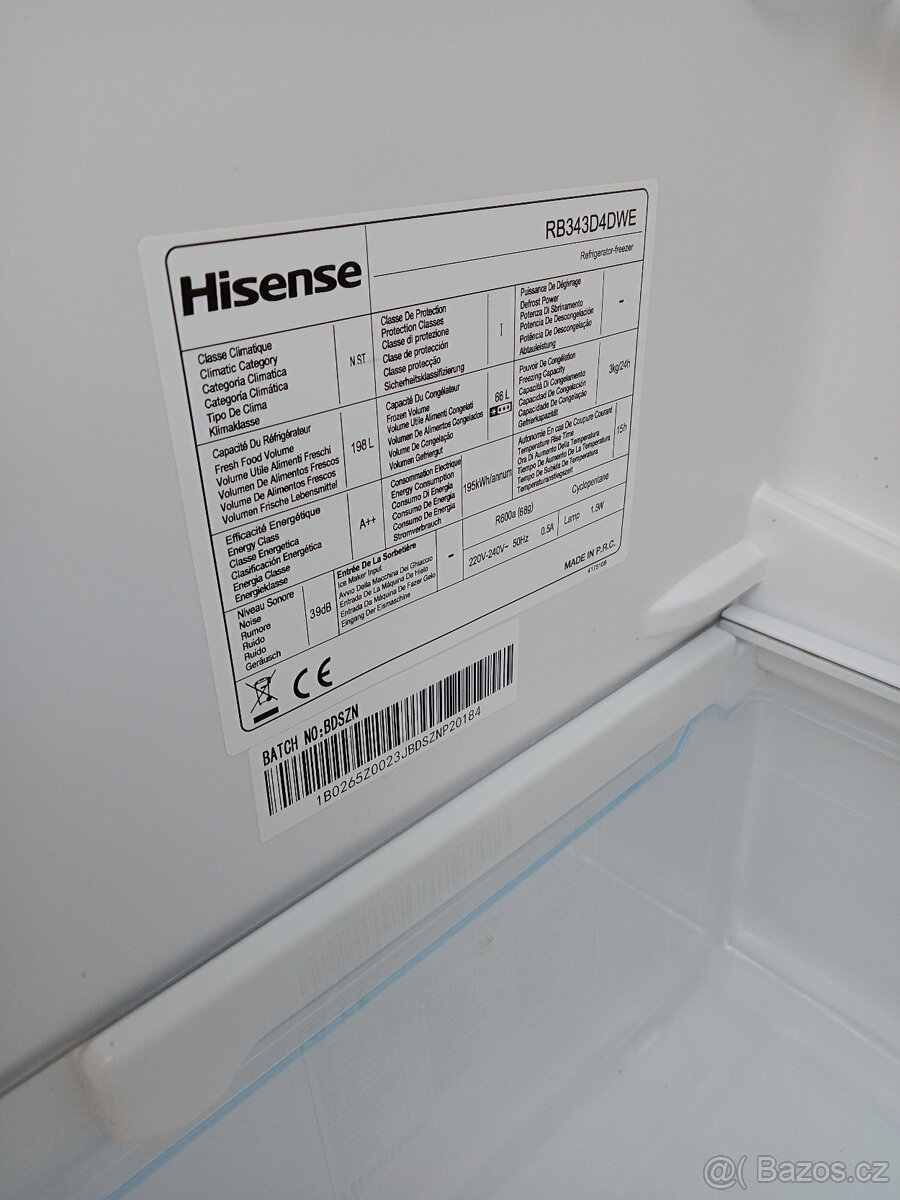 Hisense
RB343D4DWE
Refrigerator-freezer
Classe Climatique
Climatic Category
Categoria Climatica
Categoría Climática
Tipo De Clima
Klimaklasse
N ST
Classe De Protection
Protection Classes
Classe di protezione
Clase de protección
Classe protecção
Sicherheitsklassifizierung
I
Puissance De Dégivrage
Defrost Power
Potenza Di Sbrinamento
Potencia De Descongelación
Potência De Descongelação
Abtauleistung
-
Capacité Du Réfrigérateur
Fresh Food Volume
Volume Utile Alimenti Freschi
Volumen De Alimentos Frescos
Volume De Alimentos Frescos
Volumen Frische Lebensmittel
198 L
Capacité Du Congélateur
Frozen Volume
Volume Utile Alimenti Congelati
Volumen De Alimentos Congelados
Volume De Congelação
Volumen Gefriergut
66 L
Pouvoir De Congélation
Freezing Capacity
Capacità Di Congelamento
Capacidad De Congelación
Capacidade De Congelação
Gefrierkapazität
3kg/24h
Efficacité Energétique
Energy Class
Classe Energetica
Clasificación Energética
Energia Classe
Energieklasse
A++
Consommation Electrique
Energy Consumption
Consumo Di Energia
Consumo De Energía
Consumo De Energia
Stromverbrauch
195kWh/annum
Autonomie En cas De Coupure Courant
Temperature Rise Time
Ora Di Aumento Della Temperatura
Tiempo De Aumento De La Temperatura
Tempo De Subida De Temperatura
Temperaturanstiegszeit
15h
Niveau Sonore
Noise
Rumore
Ruido
Ruído
Geräusch
39dB
Entrée De La Sorbetière
Ice Maker Input
Avvio Della Macchina Del Ghiaccio
Entrada De La Máquina De Hielo
Entrada Da Máquina De Fazer Gelo
Eingang Der Eismaschine
-
R600a (68g)
Cyclopentane
220V-240V~ 50Hz
0.5A
Lamp
1.5W
MADE IN P.R.C.
CE
BATCH NO:BDSZN
1B0265Z0023JBDSZNP20184
@( Bazos.cz